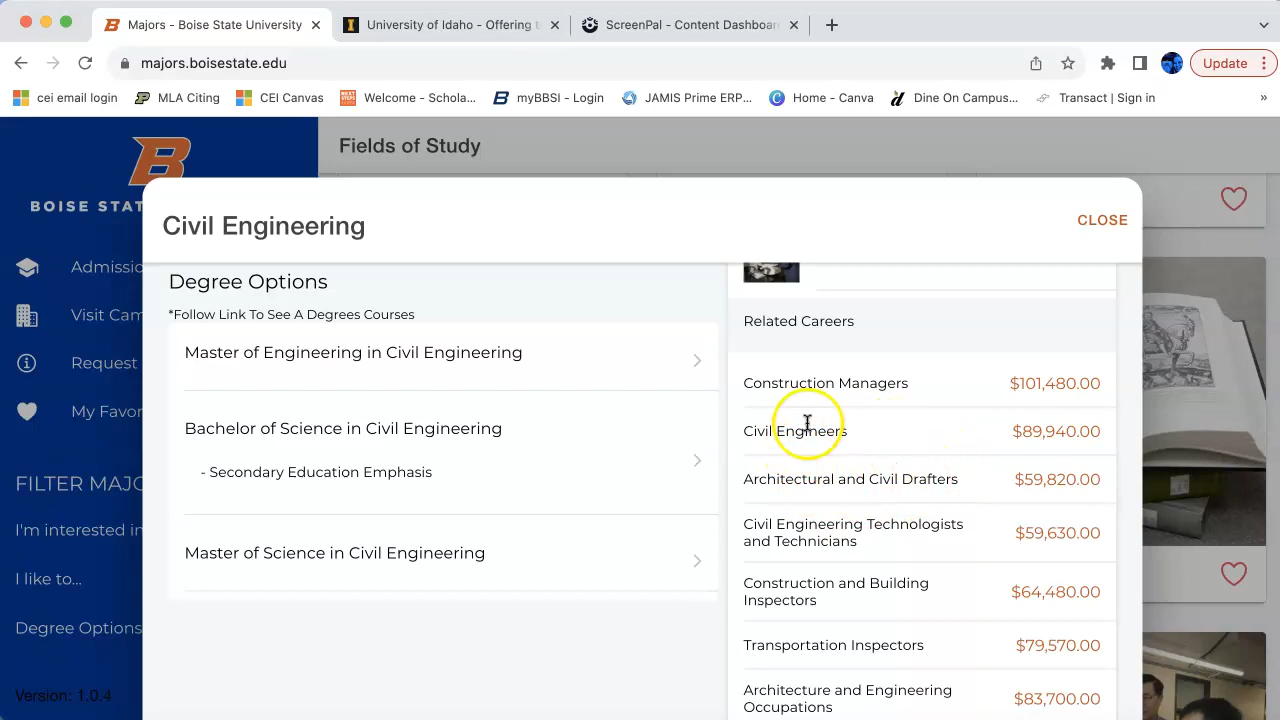 Majors - Boise State University
University of Idaho - Offering t
ScreenPal - Content Dashboar
majors.boisestate.edu
Update
cei email login
MLA Citing
CEI Canvas
Welcome - Schola...
myBBSI - Login
JAMIS Prime ERP...
Home - Canva
Dine On Campus...
Transact | Sign in
»
BOISE STAT
Fields of Study
Admissio
Visit Cam
Request
My Favor
FILTER MAJO
I'm interested in
I like to...
Degree Options
Version: 1.0.4
Civil Engineering
CLOSE
Degree Options
*Follow Link To See A Degrees Courses
Master of Engineering in Civil Engineering
Bachelor of Science in Civil Engineering
- Secondary Education Emphasis
Master of Science in Civil Engineering
Related Careers
Construction Managers $101,480.00
Civil Engineers $89,940.00
Architectural and Civil Drafters $59,820.00
Civil Engineering Technologists
and Technicians $59,630.00
Construction and Building
Inspectors $64,480.00
Transportation Inspectors $79,570.00
Architecture and Engineering
Occupations $83,700.00